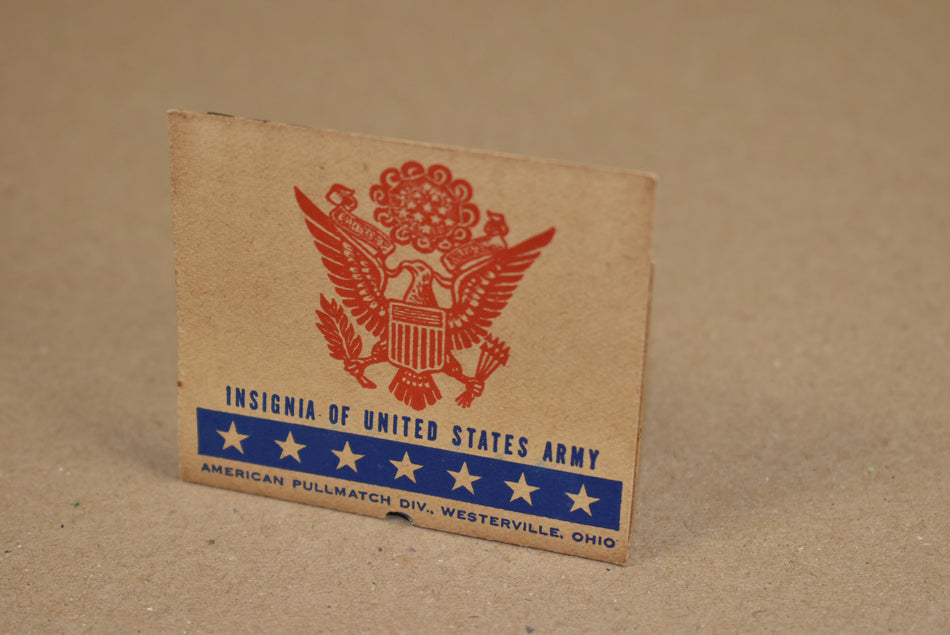 INSIGNIA OF UNITED STATES ARMY
AMERICAN PULLMATCH DIV., WESTERVILLE, OHIO